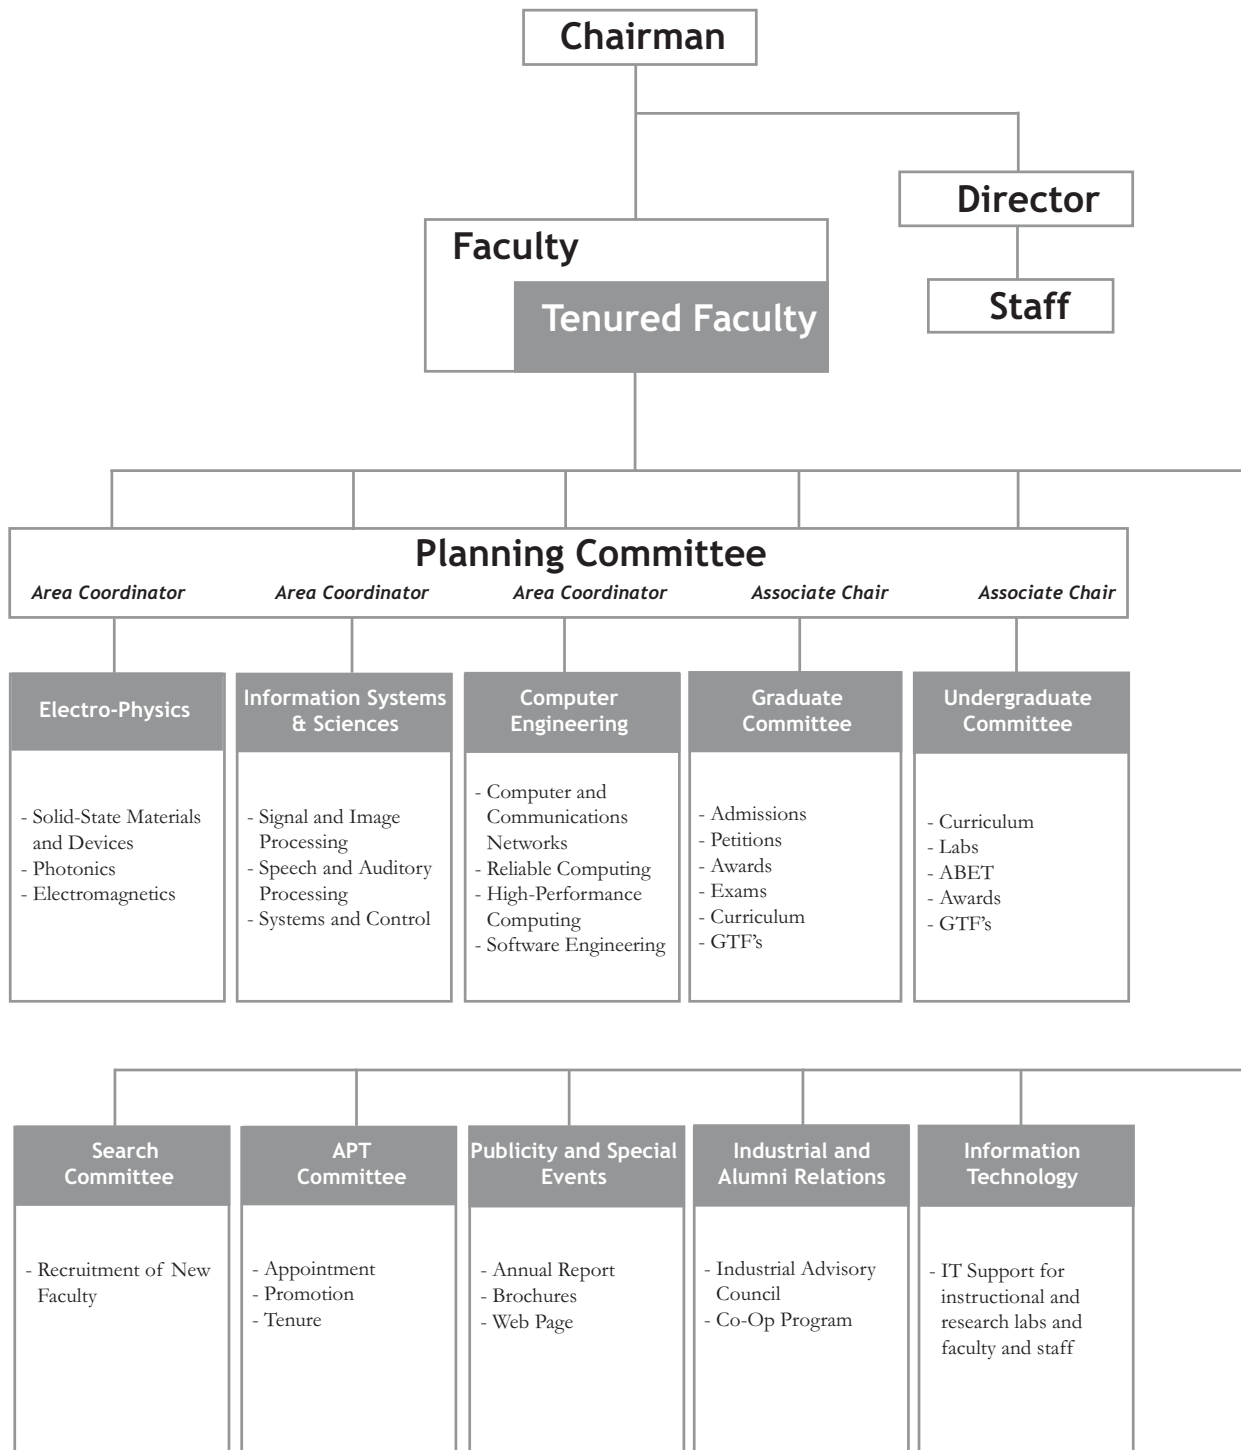 Chairman
Director
Faculty
Tenured Faculty
Staff
Planning Committee
Area Coordinator
Area Coordinator
Area Coordinator
Associate Chair
Associate Chair
Electro-Physics
- Solid-State Materials
and Devices
- Photonics
- Electromagnetics
Information Systems
& Sciences
- Signal and Image
Processing
- Speech and Auditory
Processing
- Systems and Control
Computer
Engineering
- Computer and
Communications
Networks
- Reliable Computing
- High-Performance
Computing
- Software Engineering
Graduate
Committee
- Admissions
- Petitions
- Awards
- Exams
- Curriculum
- GTF’s
Undergraduate
Committee
- Curriculum
- Labs
- ABET
- Awards
- GTF’s
Search
Committee
- Recruitment of New
Faculty
APT
Committee
- Appointment
- Promotion
- Tenure
Publicity and Special
Events
- Annual Report
- Brochures
- Web Page
Industrial and
Alumni Relations
- Industrial Advisory
Council
- Co-Op Program
Information
Technology
- IT Support for
instructional and
research labs and
faculty and staff